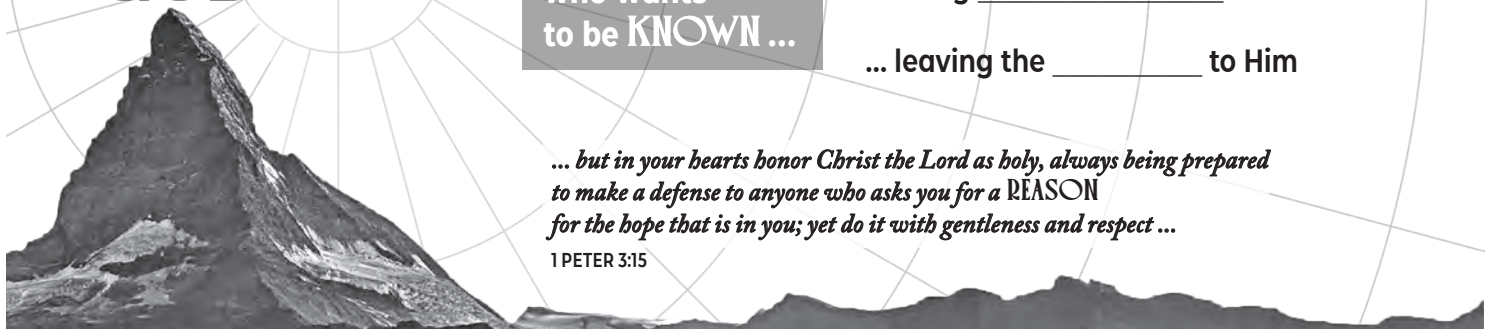 to be KNOWN ...
... leaving the __________ to Him
... but in your hearts honor Christ the Lord as holy, always being prepared
to make a defense to anyone who asks you for a REASON
for the hope that is in you; yet do it with gentleness and respect ...
1 PETER 3:15